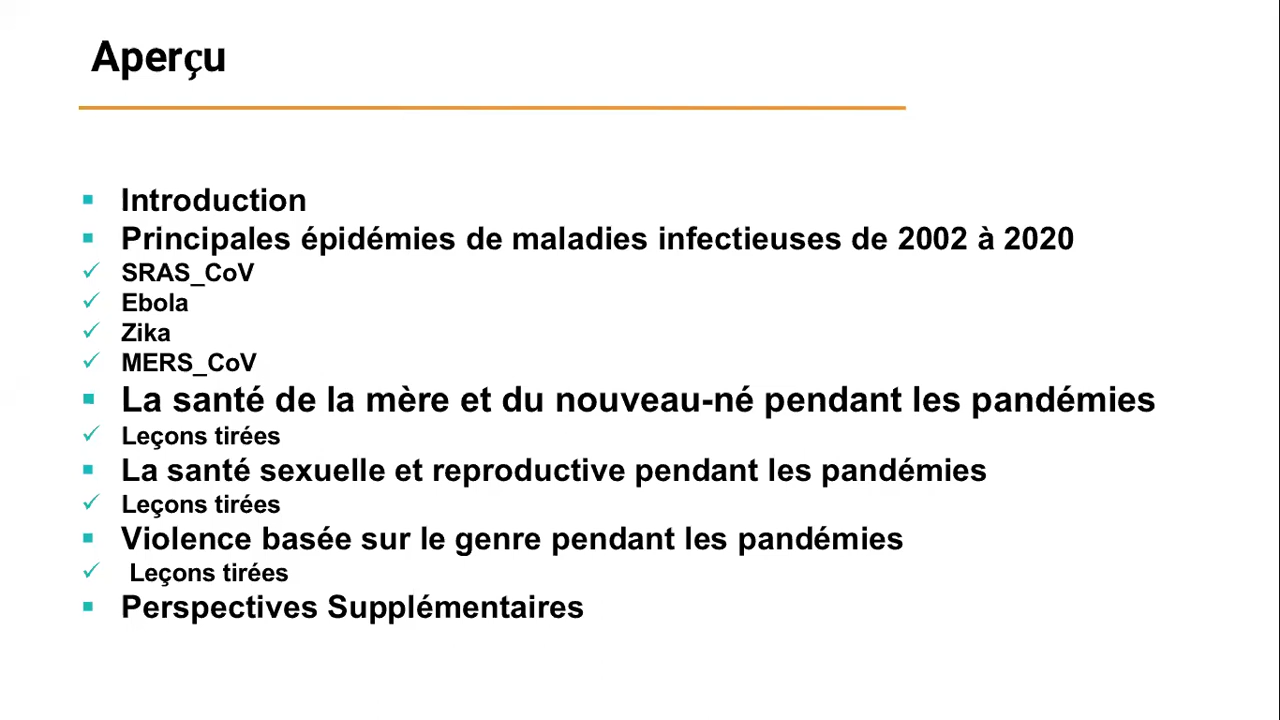 Aperçu
Introduction
Principales épidémies de maladies infectieuses de 2002 à 2020
SRAS_CoV
Ebola
Zika
MERS_CoV
La santé de la mère et du nouveau-né pendant les pandémies
Leçons tirées
La santé sexuelle et reproductive pendant les pandémies
Leçons tirées
Violence basée sur le genre pendant les pandémies
Leçons tirées
Perspectives Supplémentaires